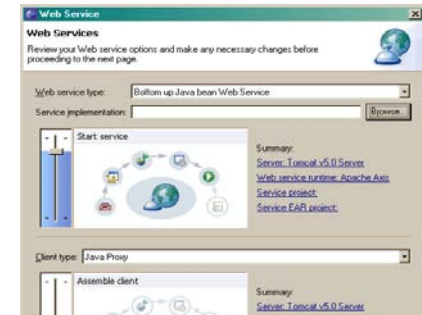 Web Service
Web Services
Review your Web service options and make any necessary changes before
proceeding to the next page.
Web service type: Bottom up Java bean Web Service
Service implementation: Browse...
Start service
Summary:
Server: Tomcat v5.0 Server
Web service runtime: Apache Axis
Service project:
Service EAR project:
Client type: Java Proxy
Assemble client
Summary:
Server: Tomcat v5.0 Server